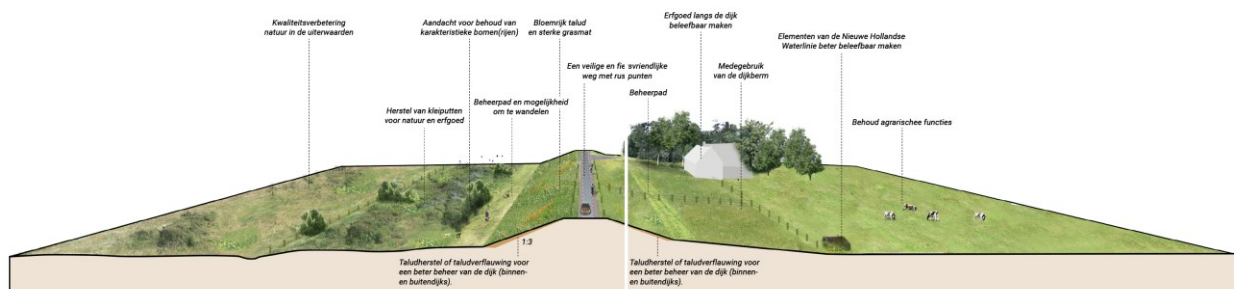 Kwaliteitsverbetering
natuur in de uiterwaarden
Aandacht voor behoud van
karakteristieke bomen(rijen)
Bloemrijk talud
en sterke grasmat
Erfgoed langs de dijk
beleefbaar maken
Elementen van de Nieuwe Hollandse
Waterlinie beter beleefbaar maken
Een veilige en fietsvriendlijke
weg met rustpunten
Medegebruik
van de dijkberm
Herstel van kleiputten
voor natuur en erfgoed
Beheerpad en mogelijkheid
om te wandelen
Beheerpad
Behoud agrarischee functies
1:3
Taludherstel of taludverflauwing voor
een beter beheer van de dijk (binnen-
en buitendijks).
Taludherstel of taludverflauwing voor
een beter beheer van de dijk (binnen-
en buitendijks).